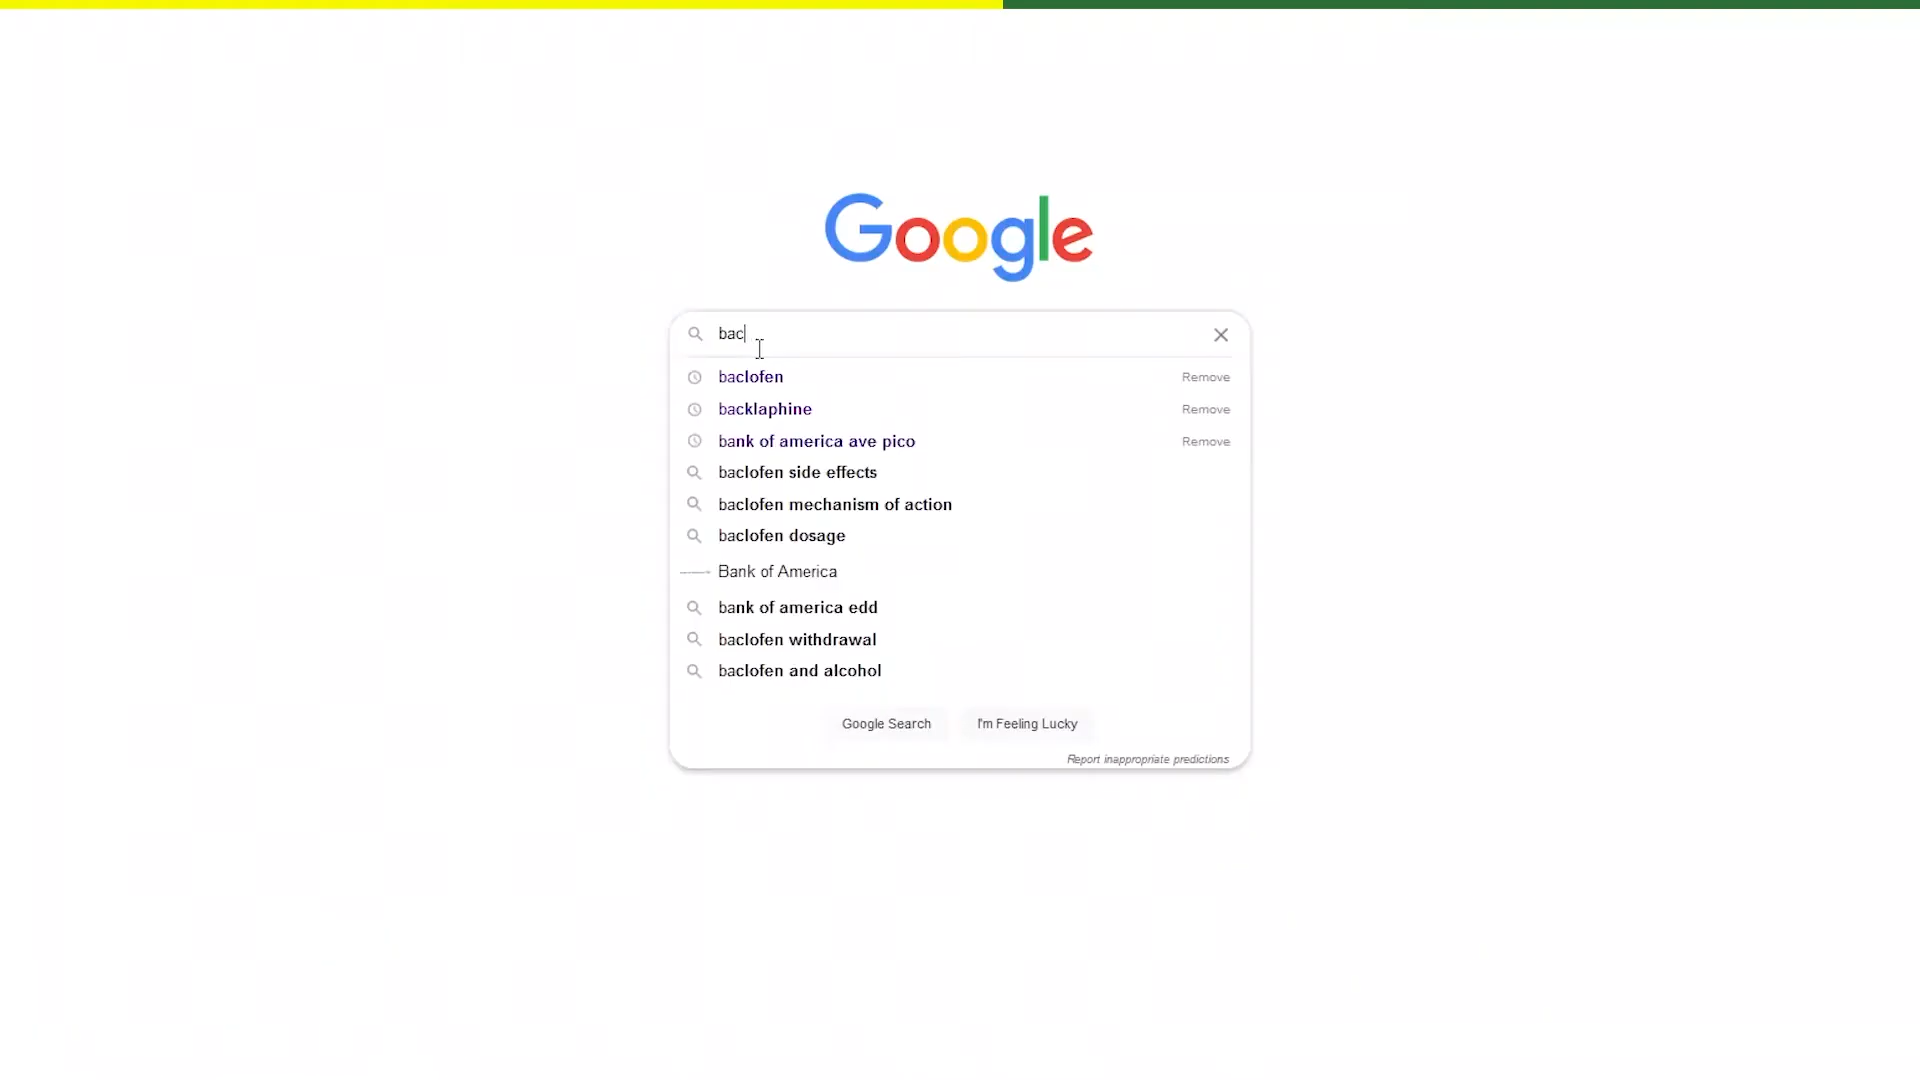 Google
bac
baclofen Remove
backlaphine Remove
bank of america ave pico Remove
baclofen side effects
baclofen mechanism of action
baclofen dosage
Bank of America
bank of america edd
baclofen withdrawal
baclofen and alcohol
Google Search I'm Feeling Lucky
Report inappropriate predictions